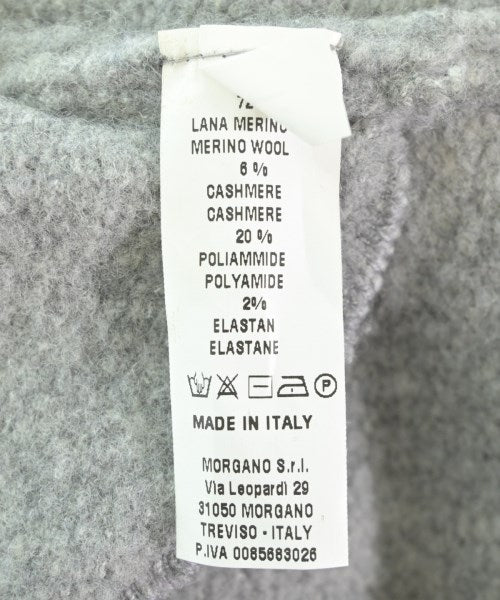 72
LANA MERINO
MERINO WOOL
6 %
CASHMERE
CASHMERE
20 %
POLIAMMIDE
POLYAMIDE
2%
ELASTAN
ELASTANE
P
MADE IN ITALY
MORGANO S.r.l.
Via Leopardi 29
31050 MORGANO
TREVISO - ITALY
P.IVA 0085683026